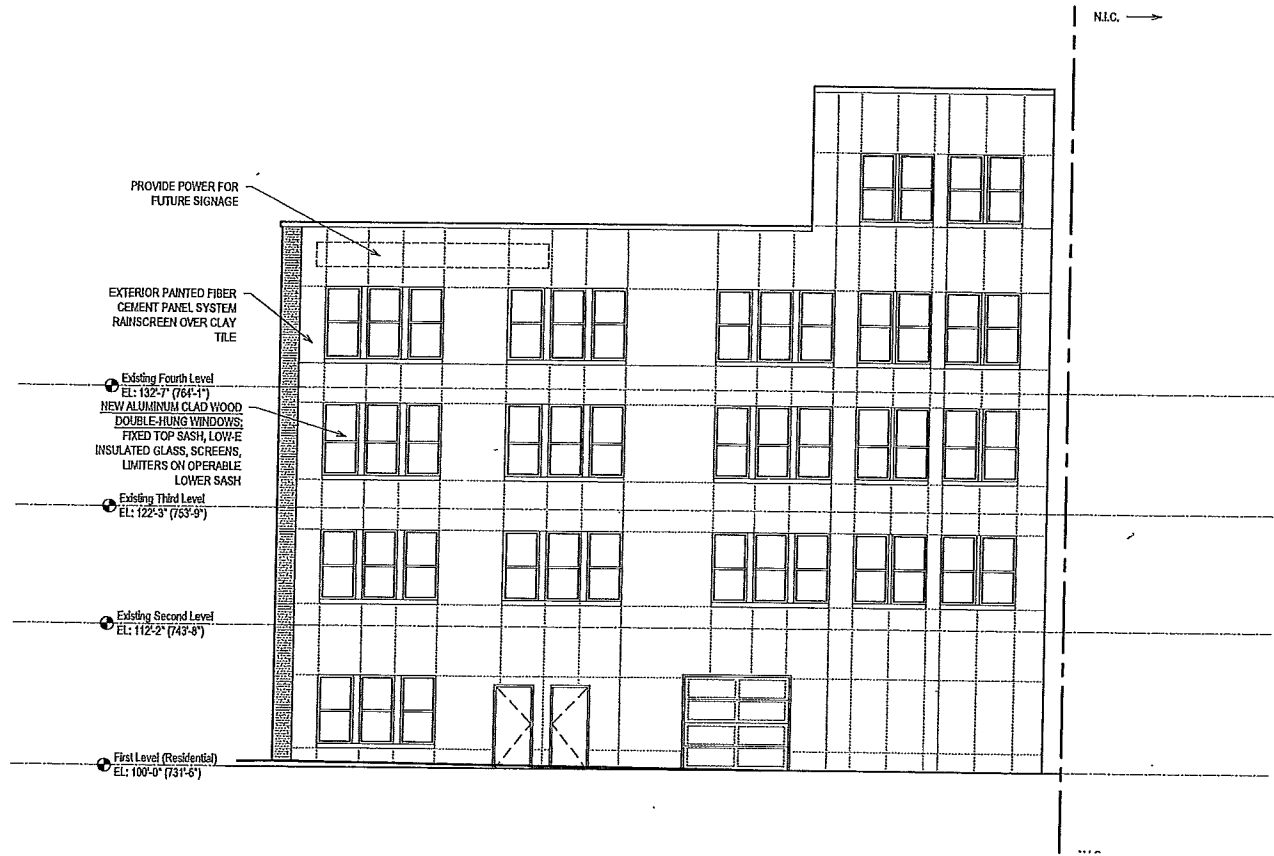 N.I.C.
PROVIDE POWER FOR
FUTURE SIGNAGE
EXTERIOR PAINTED FIBER
CEMENT PANEL SYSTEM
RAINSCREEN OVER CLAY
TILE
Existing Fourth Level
EL: 132'-7" (764'-1")
NEW ALUMINUM CLAD WOOD
DOUBLE-HUNG WINDOWS;
FIXED TOP SASH, LOW-E
INSULATED GLASS, SCREENS,
LIMITERS ON OPERABLE
LOWER SASH
Existing Third Level
EL: 122'-3" (753'-9")
Existing Second Level
EL: 112'-2" (743'-8")
First Level (Residential)
EL: 100'-0" (731'-6")